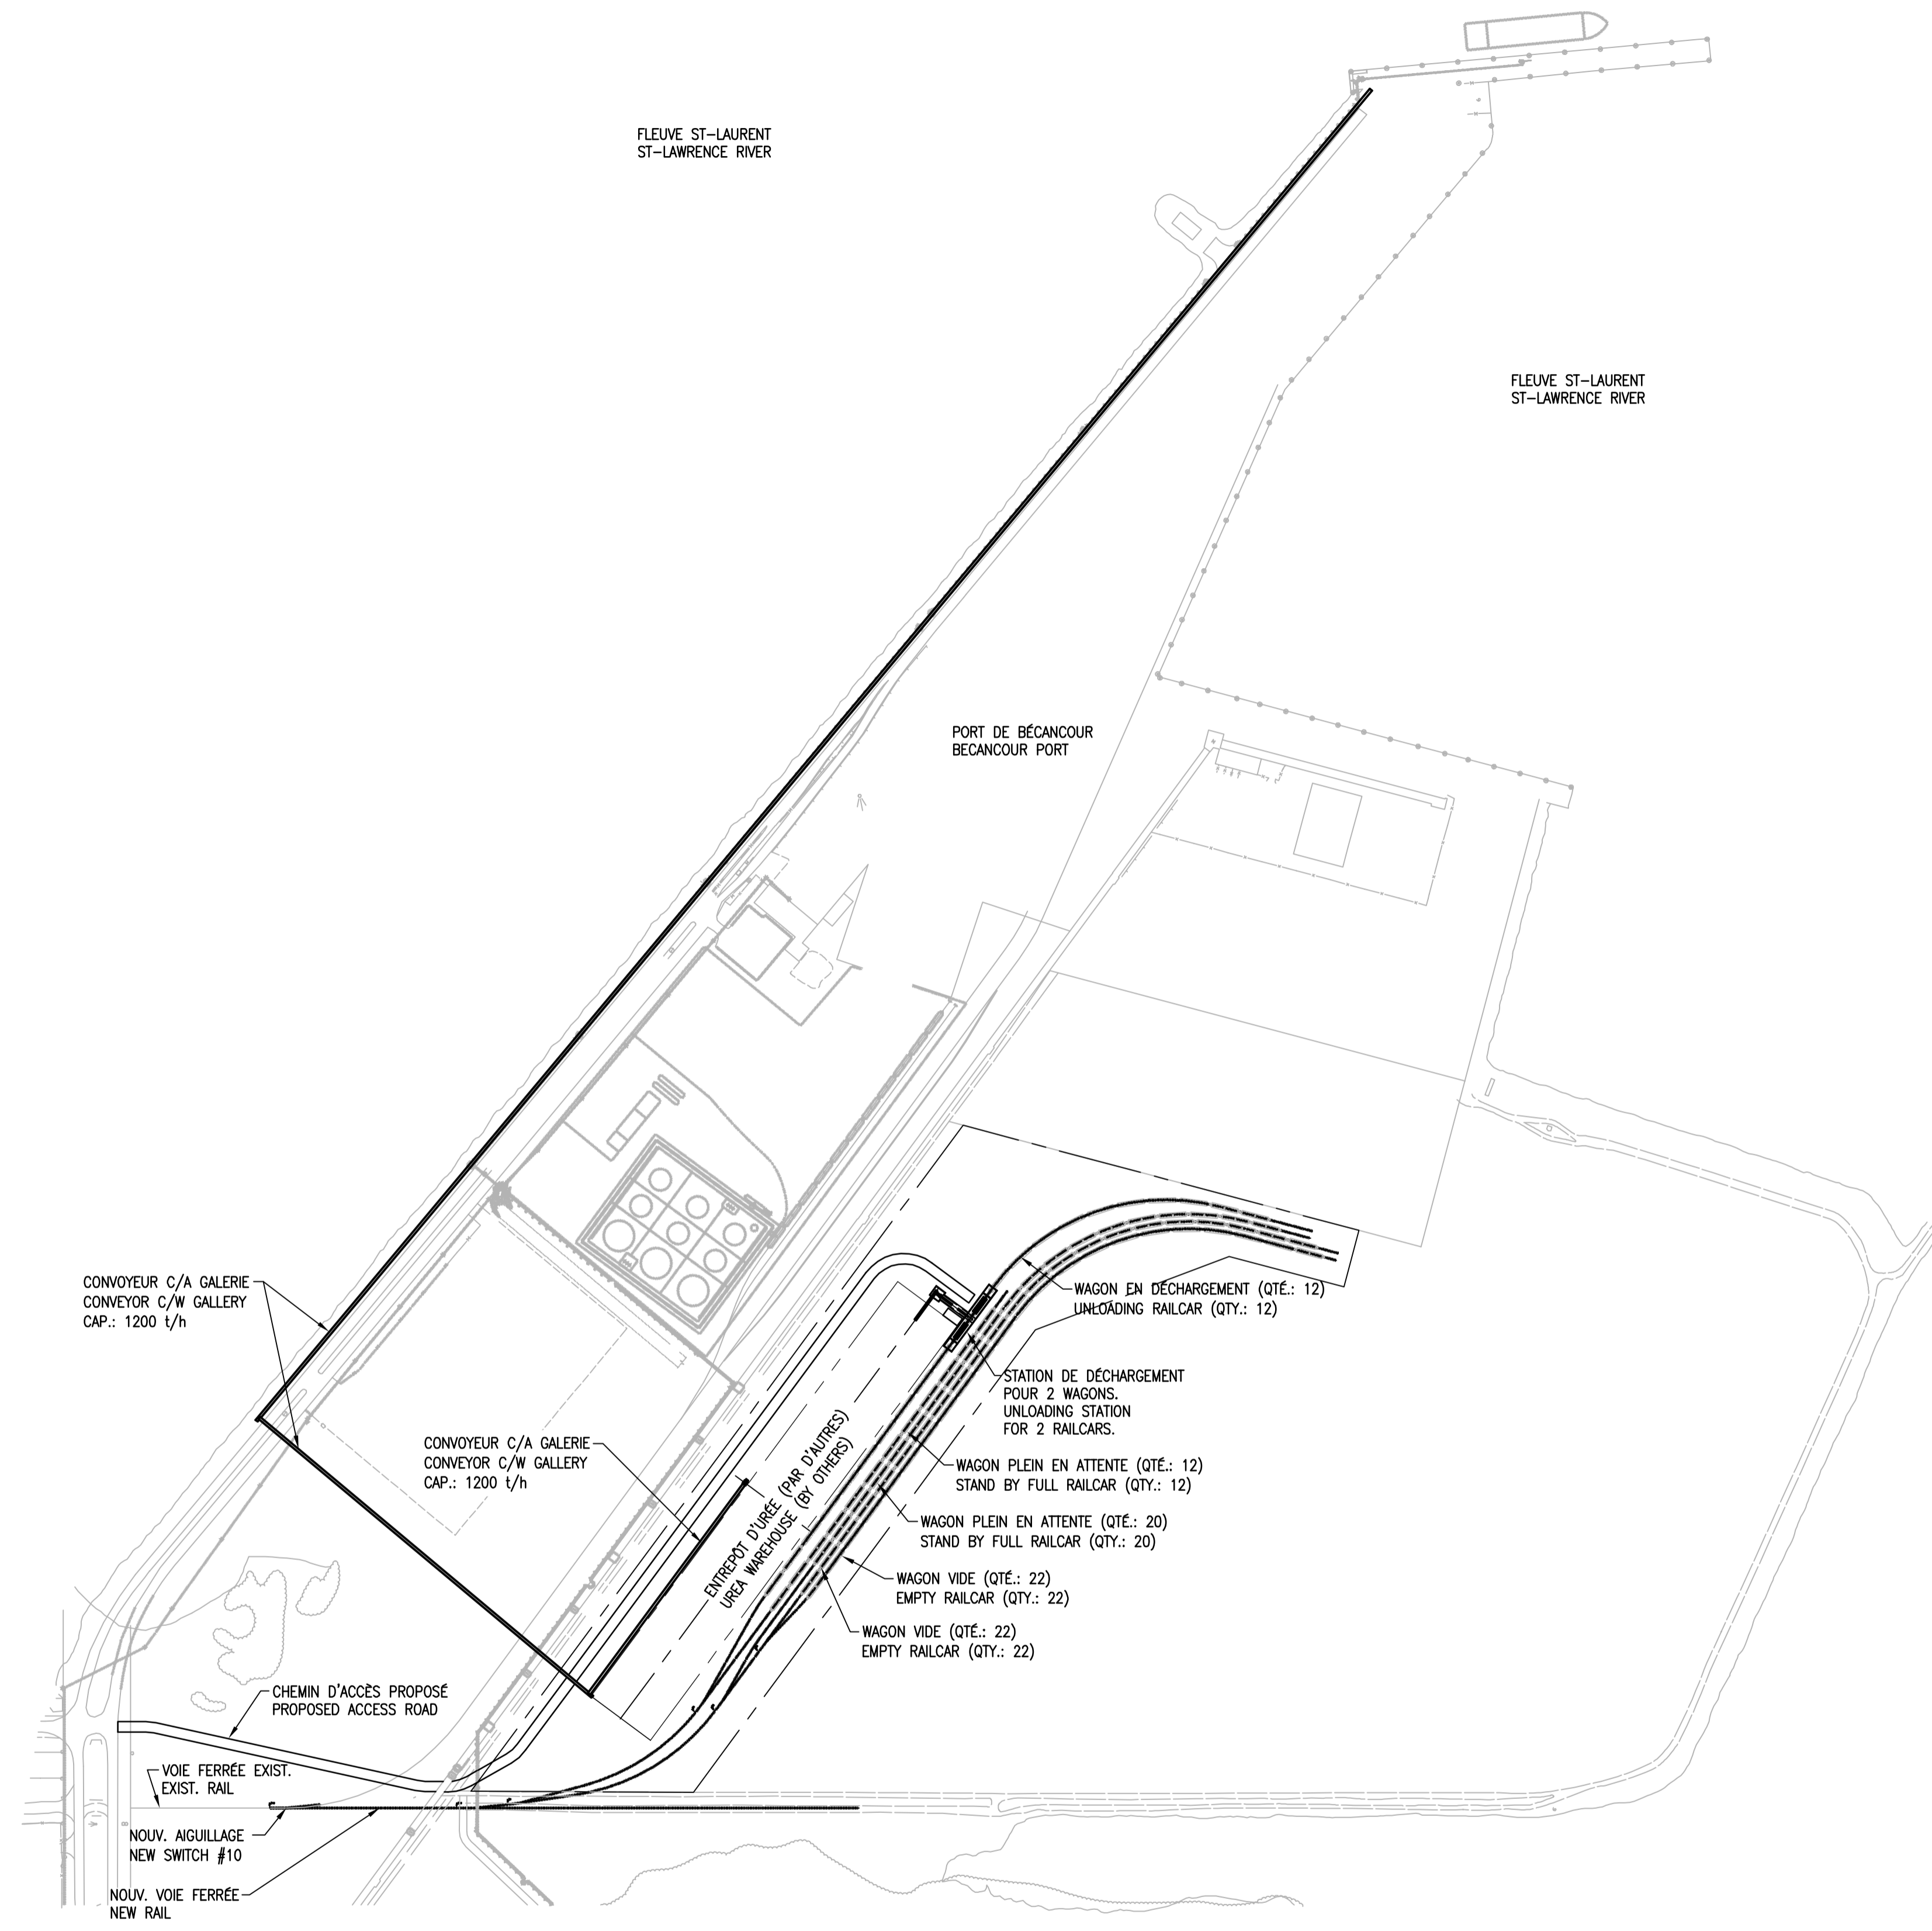 FLEUVE ST-LAURENT
ST-LAWRENCE RIVER
FLEUVE ST-LAURENT
ST-LAWRENCE RIVER
PORT DE BÉCANCOUR
BECANCOUR PORT
CONVOYEUR C/A GALERIE
CONVEYOR C/W GALLERY
CAP.: 1200 t/h
WAGON EN DÉCHARGEMENT (QTÉ.: 12)
UNLOADING RAILCAR (QTY.: 12)
STATION DE DÉCHARGEMENT
POUR 2 WAGONS.
UNLOADING STATION
FOR 2 RAILCARS.
CONVOYEUR C/A GALERIE
CONVEYOR C/W GALLERY
CAP.: 1200 t/h
ENTREPÔT D'URÉE (PAR D'AUTRES)
UREA WAREHOUSE (BY OTHERS)
WAGON PLEIN EN ATTENTE (QTÉ.: 12)
STAND BY FULL RAILCAR (QTY.: 12)
WAGON PLEIN EN ATTENTE (QTÉ.: 20)
STAND BY FULL RAILCAR (QTY.: 20)
WAGON VIDE (QTÉ.: 22)
EMPTY RAILCAR (QTY.: 22)
WAGON VIDE (QTÉ.: 22)
EMPTY RAILCAR (QTY.: 22)
CHEMIN D'ACCÈS PROPOSÉ
PROPOSED ACCESS ROAD
VOIE FERRÉE EXIST.
EXIST. RAIL
NOUV. AIGUILLAGE
NEW SWITCH #10
NOUV. VOIE FERRÉE
NEW RAIL